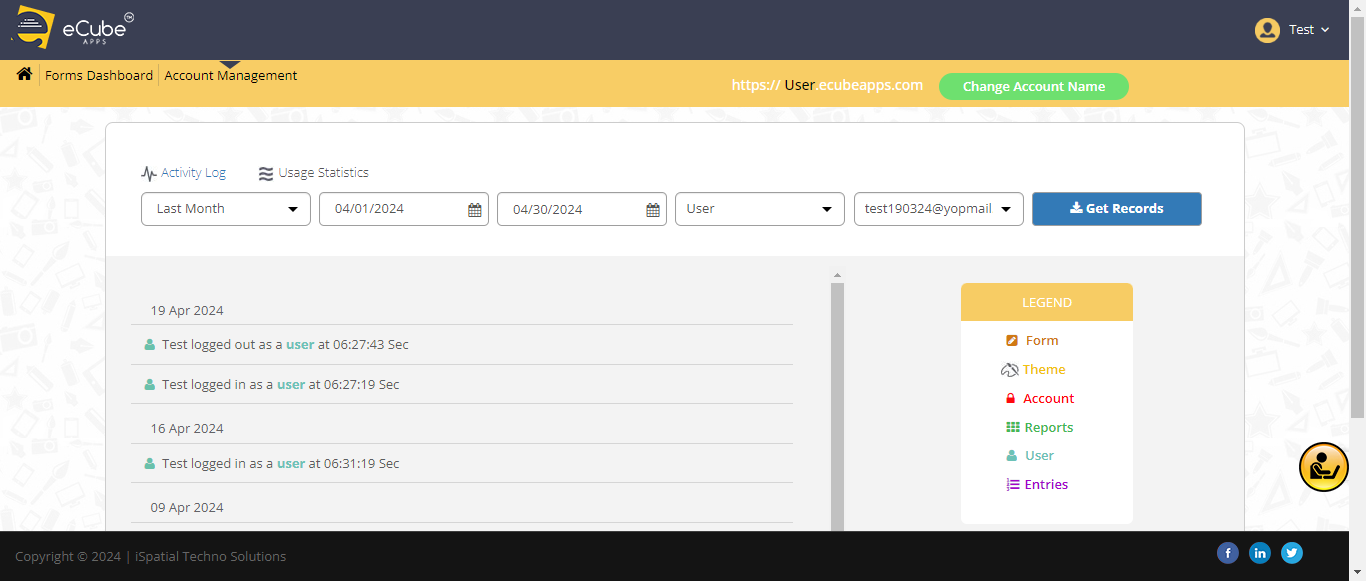 eCube TM
APPS
Test
Forms Dashboard
Account Management
https:// User.ecubeapps.com
Change Account Name
Activity Log
Usage Statistics
Last Month
04/01/2024
04/30/2024
User
test190324@yopmail
Get Records
19 Apr 2024
Test logged out as a user at 06:27:43 Sec
Test logged in as a user at 06:27:19 Sec
16 Apr 2024
Test logged in as a user at 06:31:19 Sec
09 Apr 2024
LEGEND
Form
Theme
Account
Reports
User
Entries
Copyright © 2024 | iSpatial Techno Solutions
f
in